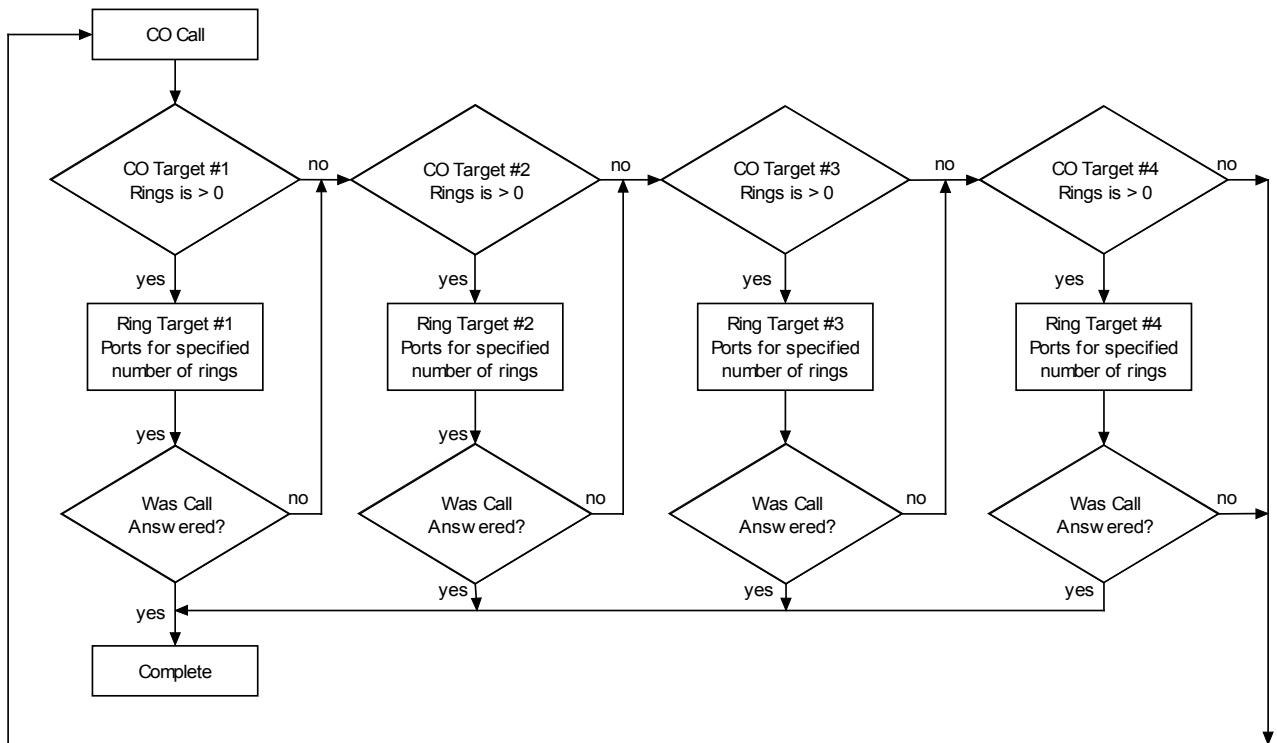 CO Call
CO Target #1
Rings is > 0
no
CO Target #2
Rings is > 0
no
CO Target #3
Rings is > 0
no
CO Target #4
Rings is > 0
no
yes
yes
yes
yes
Ring Target #1
Ports for specified
number of rings
Ring Target #2
Ports for specified
number of rings
Ring Target #3
Ports for specified
number of rings
Ring Target #4
Ports for specified
number of rings
yes
yes
yes
Was Call
Answered?
no
Was Call
Answered?
no
Was Call
Answered?
no
Was Call
Answered?
no
yes
yes
yes
yes
Complete